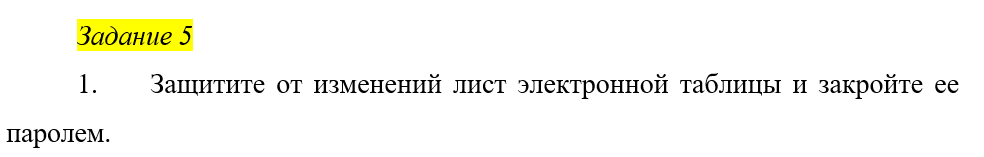 Задание 5
1. Защитите от изменений лист электронной таблицы и закройте ее
паролем.